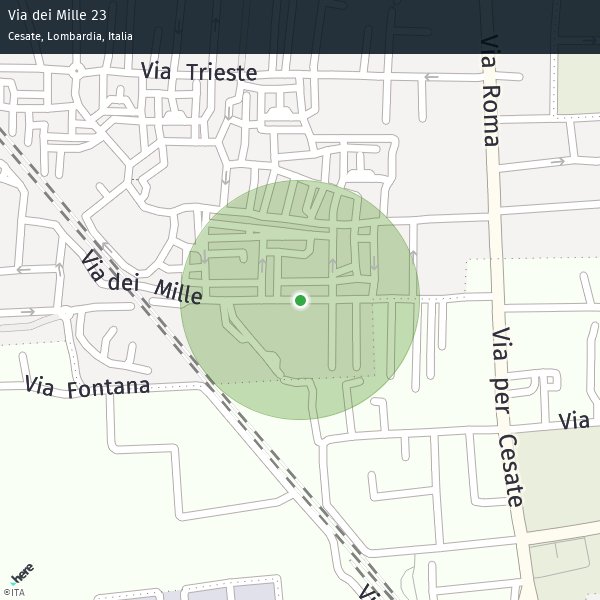 Via dei Mille 23
Cesate, Lombardia, Italia
Via Trieste
Via Roma
Via dei Mille
Via per Cesate
Via Fontana
Via
Vi
here
©ITA